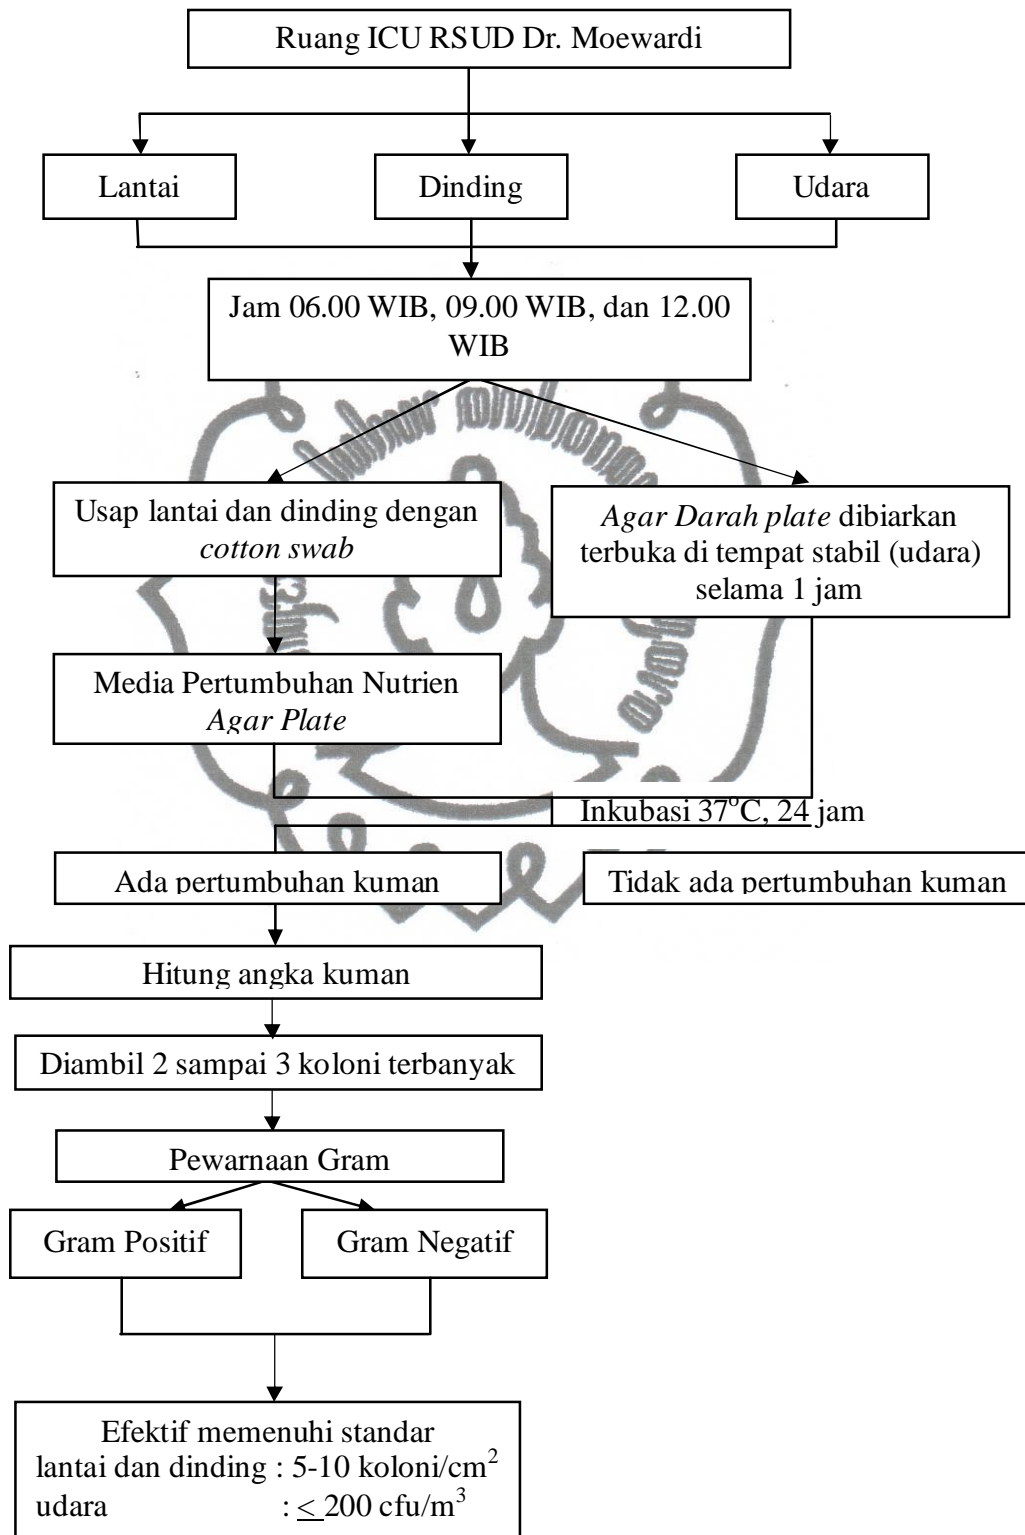 Ruang ICU RSUD Dr. Moewardi
Lantai
Dinding
Udara
Jam 06.00 WIB, 09.00 WIB, dan 12.00
WIB
Usap lantai dan dinding dengan
cotton swab
Agar Darah plate dibiarkan
terbuka di tempat stabil (udara)
selama 1 jam
Media Pertumbuhan Nutrien
Agar Plate
Inkubasi 37°C, 24 jam
Ada pertumbuhan kuman
Tidak ada pertumbuhan kuman
Hitung angka kuman
Diambil 2 sampai 3 koloni terbanyak
Pewarnaan Gram
Gram Positif
Gram Negatif
Efektif memenuhi standar
lantai dan dinding : 5-10 koloni/cm²
udara : < 200 cfu/m³